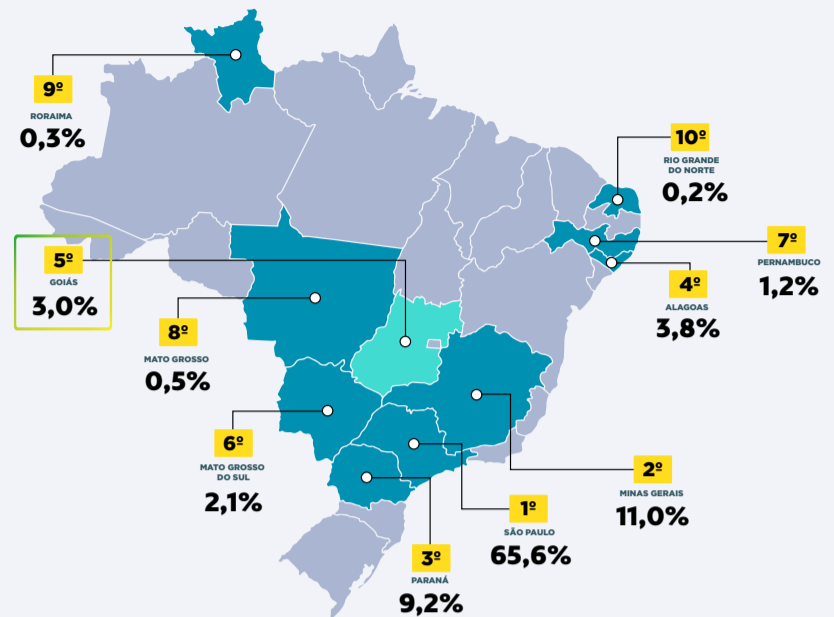 9º
RORAIMA
0,3%
10º
RIO GRANDE
DO NORTE
0,2%
7º
PERNAMBUCO
1,2%
4º
ALAGOAS
3,8%
5º
GOIÁS
3,0%
8º
MATO GROSSO
0,5%
6º
MATO GROSSO
DO SUL
2,1%
2º
MINAS GERAIS
11,0%
1º
SÃO PAULO
65,6%
3º
PARANÁ
9,2%